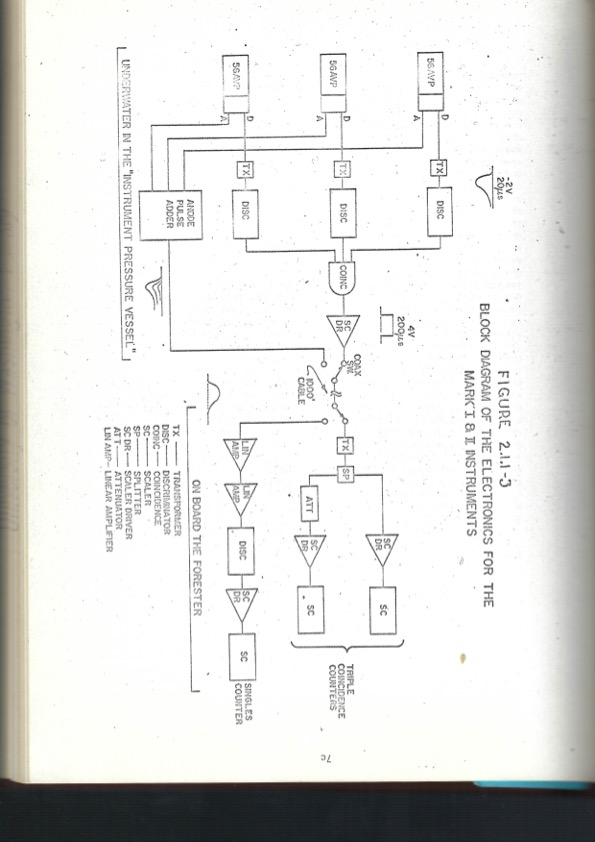 FIGURE 2.1.1-3
BLOCK DIAGRAM OF THE ELECTRONICS FOR THE
MARK I & II INSTRUMENTS
-2V
20μs
56AVP
D
A
TX
DISC
56AVP
D
A
TX
DISC
56AVP
D
A
TX
DISC
ANODE
PULSE
ADDER
COINC
4V
200μs
SC
DR
COAX
SW.
1000'
CABLE
TX
SP
SC
DR
SC
ATT
SC
DR
SC
TRIPLE
COINCIDENCE
COUNTERS
LIN
AMP
LIN
AMP
DISC
SC
DR
SC
SINGLES
COUNTER
UNDERWATER IN THE "INSTRUMENT PRESSURE VESSEL"
ON BOARD THE FORESTER
TX — TRANSFORMER
DISC — DISCRIMINATOR
COINC — COINCIDENCE
SC — SCALER
SP — SPLITTER
SC DR — SCALER DRIVER
ATT — ATTENUATOR
LIN AMP — LINEAR AMPLIFIER
7c